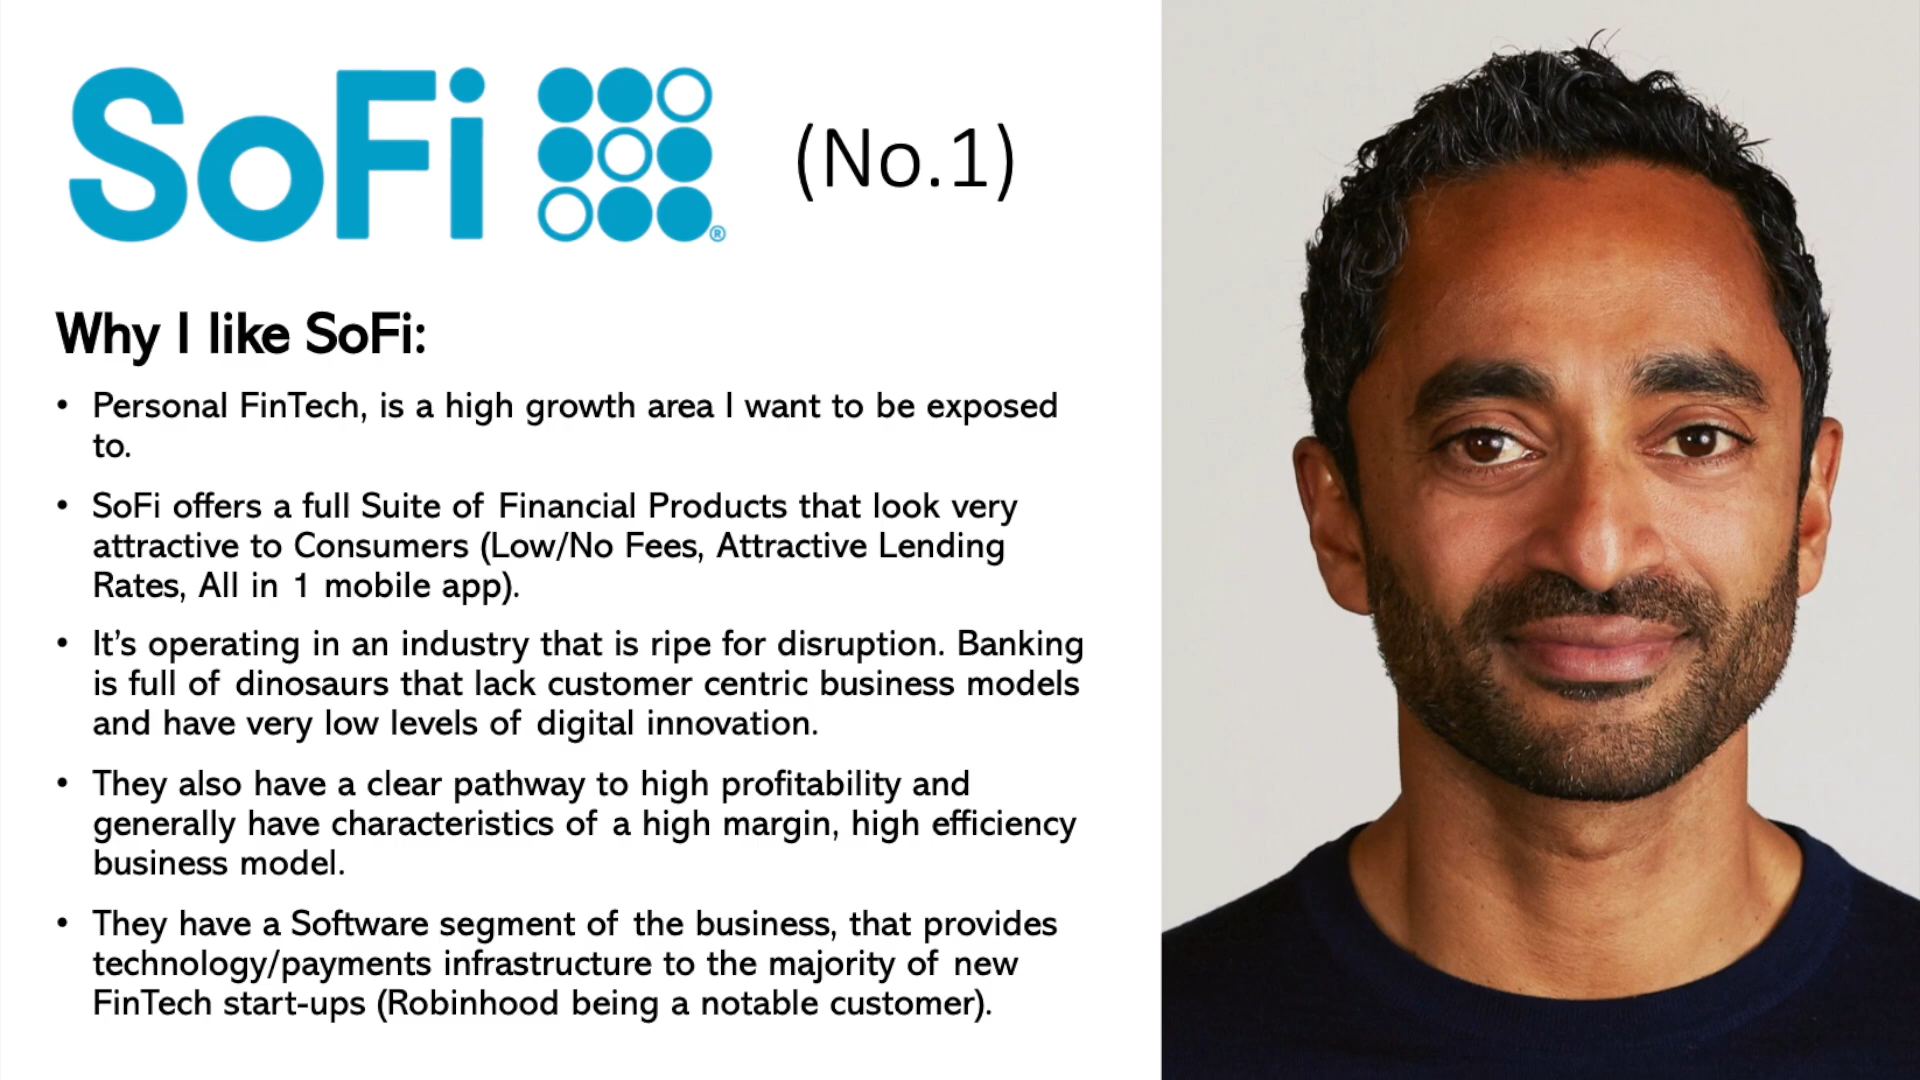 SoFi ® (No.1)
Why I like SoFi:
• Personal FinTech, is a high growth area I want to be exposed
to.
• SoFi offers a full Suite of Financial Products that look very
attractive to Consumers (Low/No Fees, Attractive Lending
Rates, All in 1 mobile app).
• It’s operating in an industry that is ripe for disruption. Banking
is full of dinosaurs that lack customer centric business models
and have very low levels of digital innovation.
• They also have a clear pathway to high profitability and
generally have characteristics of a high margin, high efficiency
business model.
• They have a Software segment of the business, that provides
technology/payments infrastructure to the majority of new
FinTech start-ups (Robinhood being a notable customer).